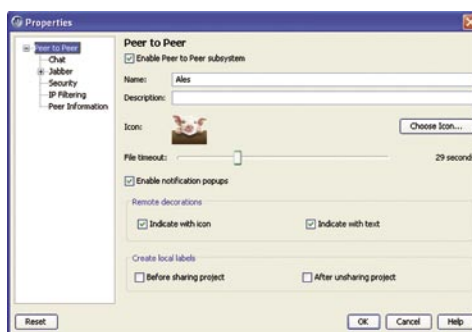 Properties
Peer to Peer
Chat
Jabber
Security
IP Filtering
Peer Information
Peer to Peer
Enable Peer to Peer subsystem
Name: Ales
Description:
Icon: Choose Icon...
File timeout: 29 second
Enable notification popups
Remote decorations
Indicate with icon Indicate with text
Create local labels
Before sharing project After unsharing project
Reset OK Cancel Help